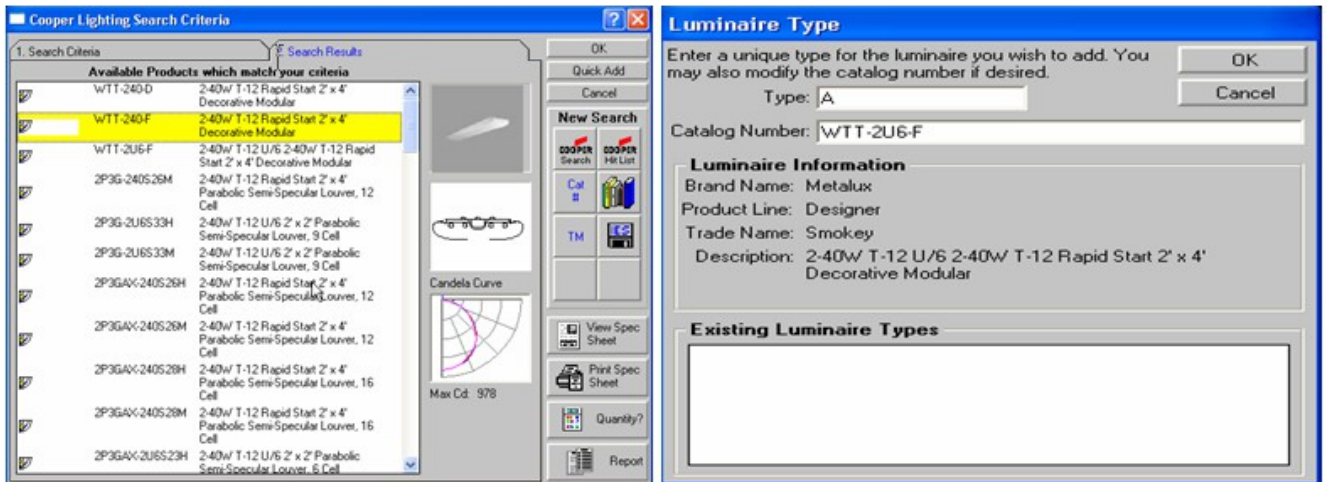 Cooper Lighting Search Criteria
1. Search Criteria
2. Search Results
Available Products which match your criteria
WTT-240-D 2-40W T-12 Rapid Start 2' x 4'
Decorative Modular
WTT-240-F 2-40W T-12 Rapid Start 2' x 4'
Decorative Modular
WTT-2U6-F 2-40W T-12 U/6 2-40W T-12 Rapid
Start 2' x 4' Decorative Modular
2P3G-240S26M 2-40W T-12 Rapid Start 2' x 4'
Parabolic Semi-Specular Louver, 12
Cell
2P3G-2U6S33H 2-40W T-12 U/6 2' x 2' Parabolic
Semi-Specular Louver, 9 Cell
2P3G-2U6S33M 2-40W T-12 U/6 2' x 2' Parabolic
Semi-Specular Louver, 9 Cell
2P3GAX-240S26H 2-40W T-12 Rapid Start 2' x 4'
Parabolic Semi-Specular Louver, 12
Cell
2P3GAX-240S26M 2-40W T-12 Rapid Start 2' x 4'
Parabolic Semi-Specular Louver, 12
Cell
2P3GAX-240S28H 2-40W T-12 Rapid Start 2' x 4'
Parabolic Semi-Specular Louver, 16
Cell
2P3GAX-240S28M 2-40W T-12 Rapid Start 2' x 4'
Parabolic Semi-Specular Louver, 16
Cell
2P3GAX-2U6S23H 2-40W T-12 U/6 2' x 2' Parabolic
Semi-Specular Louver, 6 Cell
Candela Curve
Max Cd: 978
OK
Quick Add
Cancel
New Search
COOPER COOPER
Search Hit List
Cat
#
TM
IES
View Spec
Sheet
Print Spec
Sheet
Quantity?
Report
Luminaire Type
Enter a unique type for the luminaire you wish to add. You
may also modify the catalog number if desired.
OK
Cancel
Type: A
Catalog Number: WTT-2U6-F
Luminaire Information
Brand Name: Metalux
Product Line: Designer
Trade Name: Smokey
Description: 2-40W T-12 U/6 2-40W T-12 Rapid Start 2' x 4'
Decorative Modular
Existing Luminaire Types